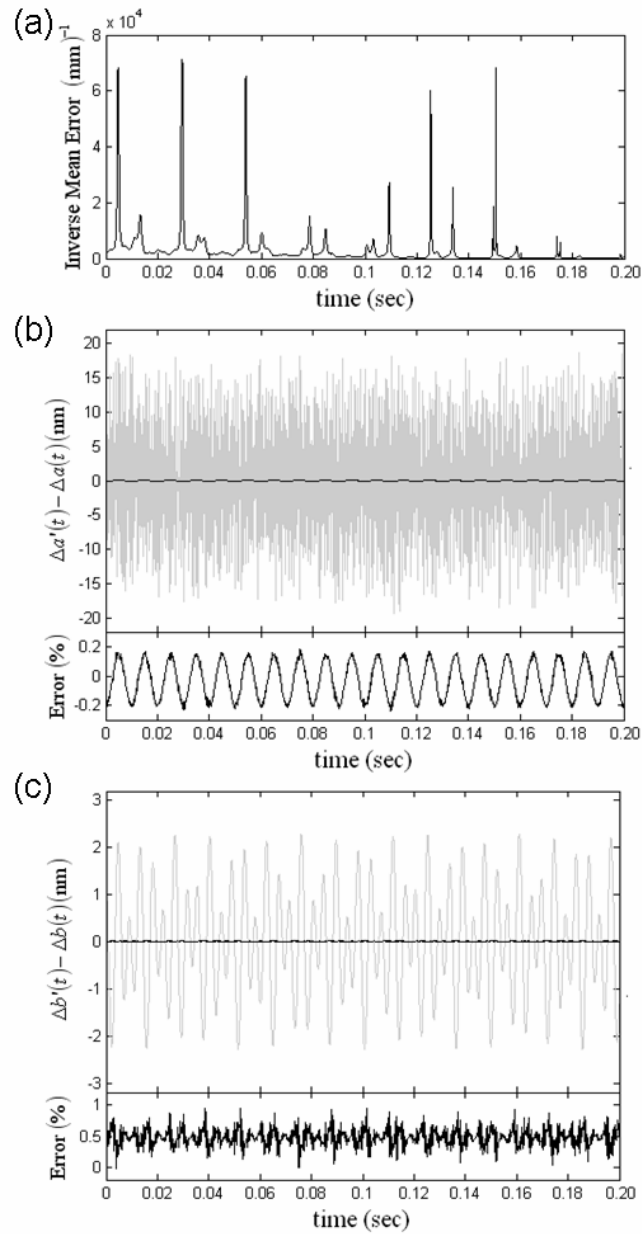 (a)
× 10⁴
8
6
4
2
0
Inverse Mean Error (mm)⁻¹
0 0.02 0.04 0.06 0.08 0.1 0.12 0.14 0.16 0.18 0.20
time (sec)
(b)
20
15
10
5
0
-5
-10
-15
-20
Δa'(t) – Δa(t) (nm)
0.2
0
-0.2
Error (%)
0 0.02 0.04 0.06 0.08 0.1 0.12 0.14 0.16 0.18 0.20
time (sec)
(c)
3
2
1
0
-1
-2
-3
Δb'(t) – Δb(t) (nm)
1
0.5
0
Error (%)
0 0.02 0.04 0.06 0.08 0.1 0.12 0.14 0.16 0.18 0.20
time (sec)